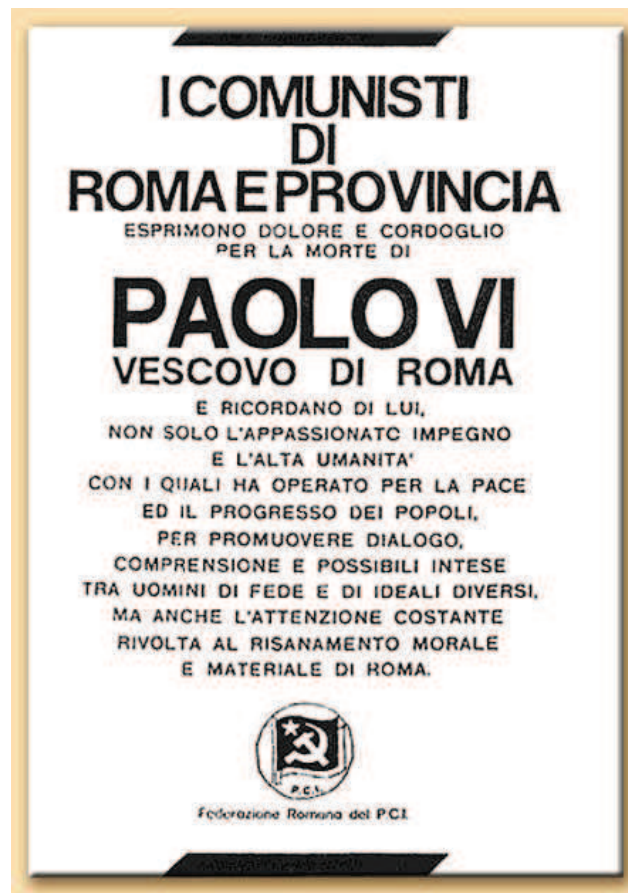 I COMUNISTI
DI
ROMA E PROVINCIA
ESPRIMONO DOLORE E CORDOGLIO
PER LA MORTE DI
PAOLO VI
VESCOVO DI ROMA
E RICORDANO DI LUI,
NON SOLO L'APPASSIONATO IMPEGNO
E L'ALTA UMANITA'
CON I QUALI HA OPERATO PER LA PACE
ED IL PROGRESSO DEI POPOLI,
PER PROMUOVERE DIALOGO,
COMPRENSIONE E POSSIBILI INTESE
TRA UOMINI DI FEDE E DI IDEALI DIVERSI,
MA ANCHE L'ATTENZIONE COSTANTE
RIVOLTA AL RISANAMENTO MORALE
E MATERIALE DI ROMA.
P.C.I.
Federazione Romana del P.C.I.